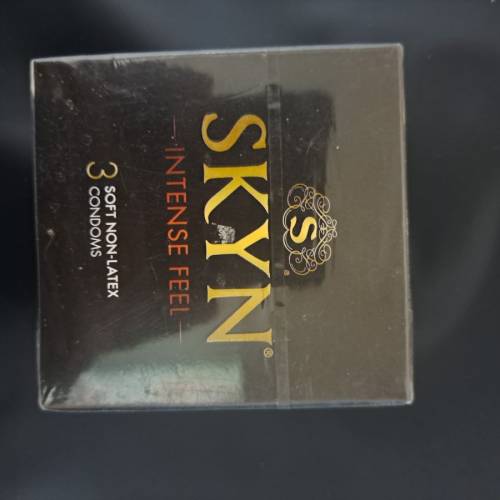 S®
SKYN®
INTENSE FEEL
3 SOFT NON-LATEX
CONDOMS